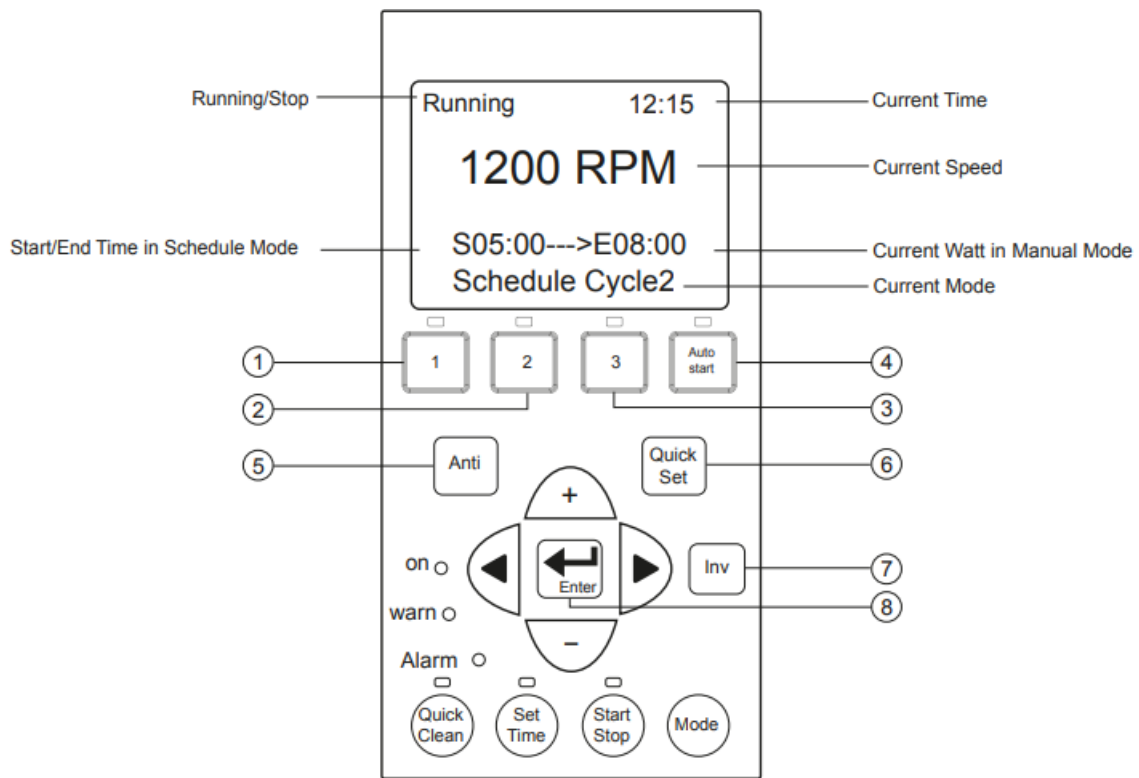 Running/Stop
Running 12:15
Current Time
1200 RPM
Current Speed
Start/End Time in Schedule Mode
S05:00--->E08:00
Current Watt in Manual Mode
Schedule Cycle2
Current Mode
1
1
2
3
Auto
start
4
2
3
5
Anti
Quick
Set
6
+
on
Enter
Inv
7
8
warn
−
Alarm
Quick
Clean
Set
Time
Start
Stop
Mode